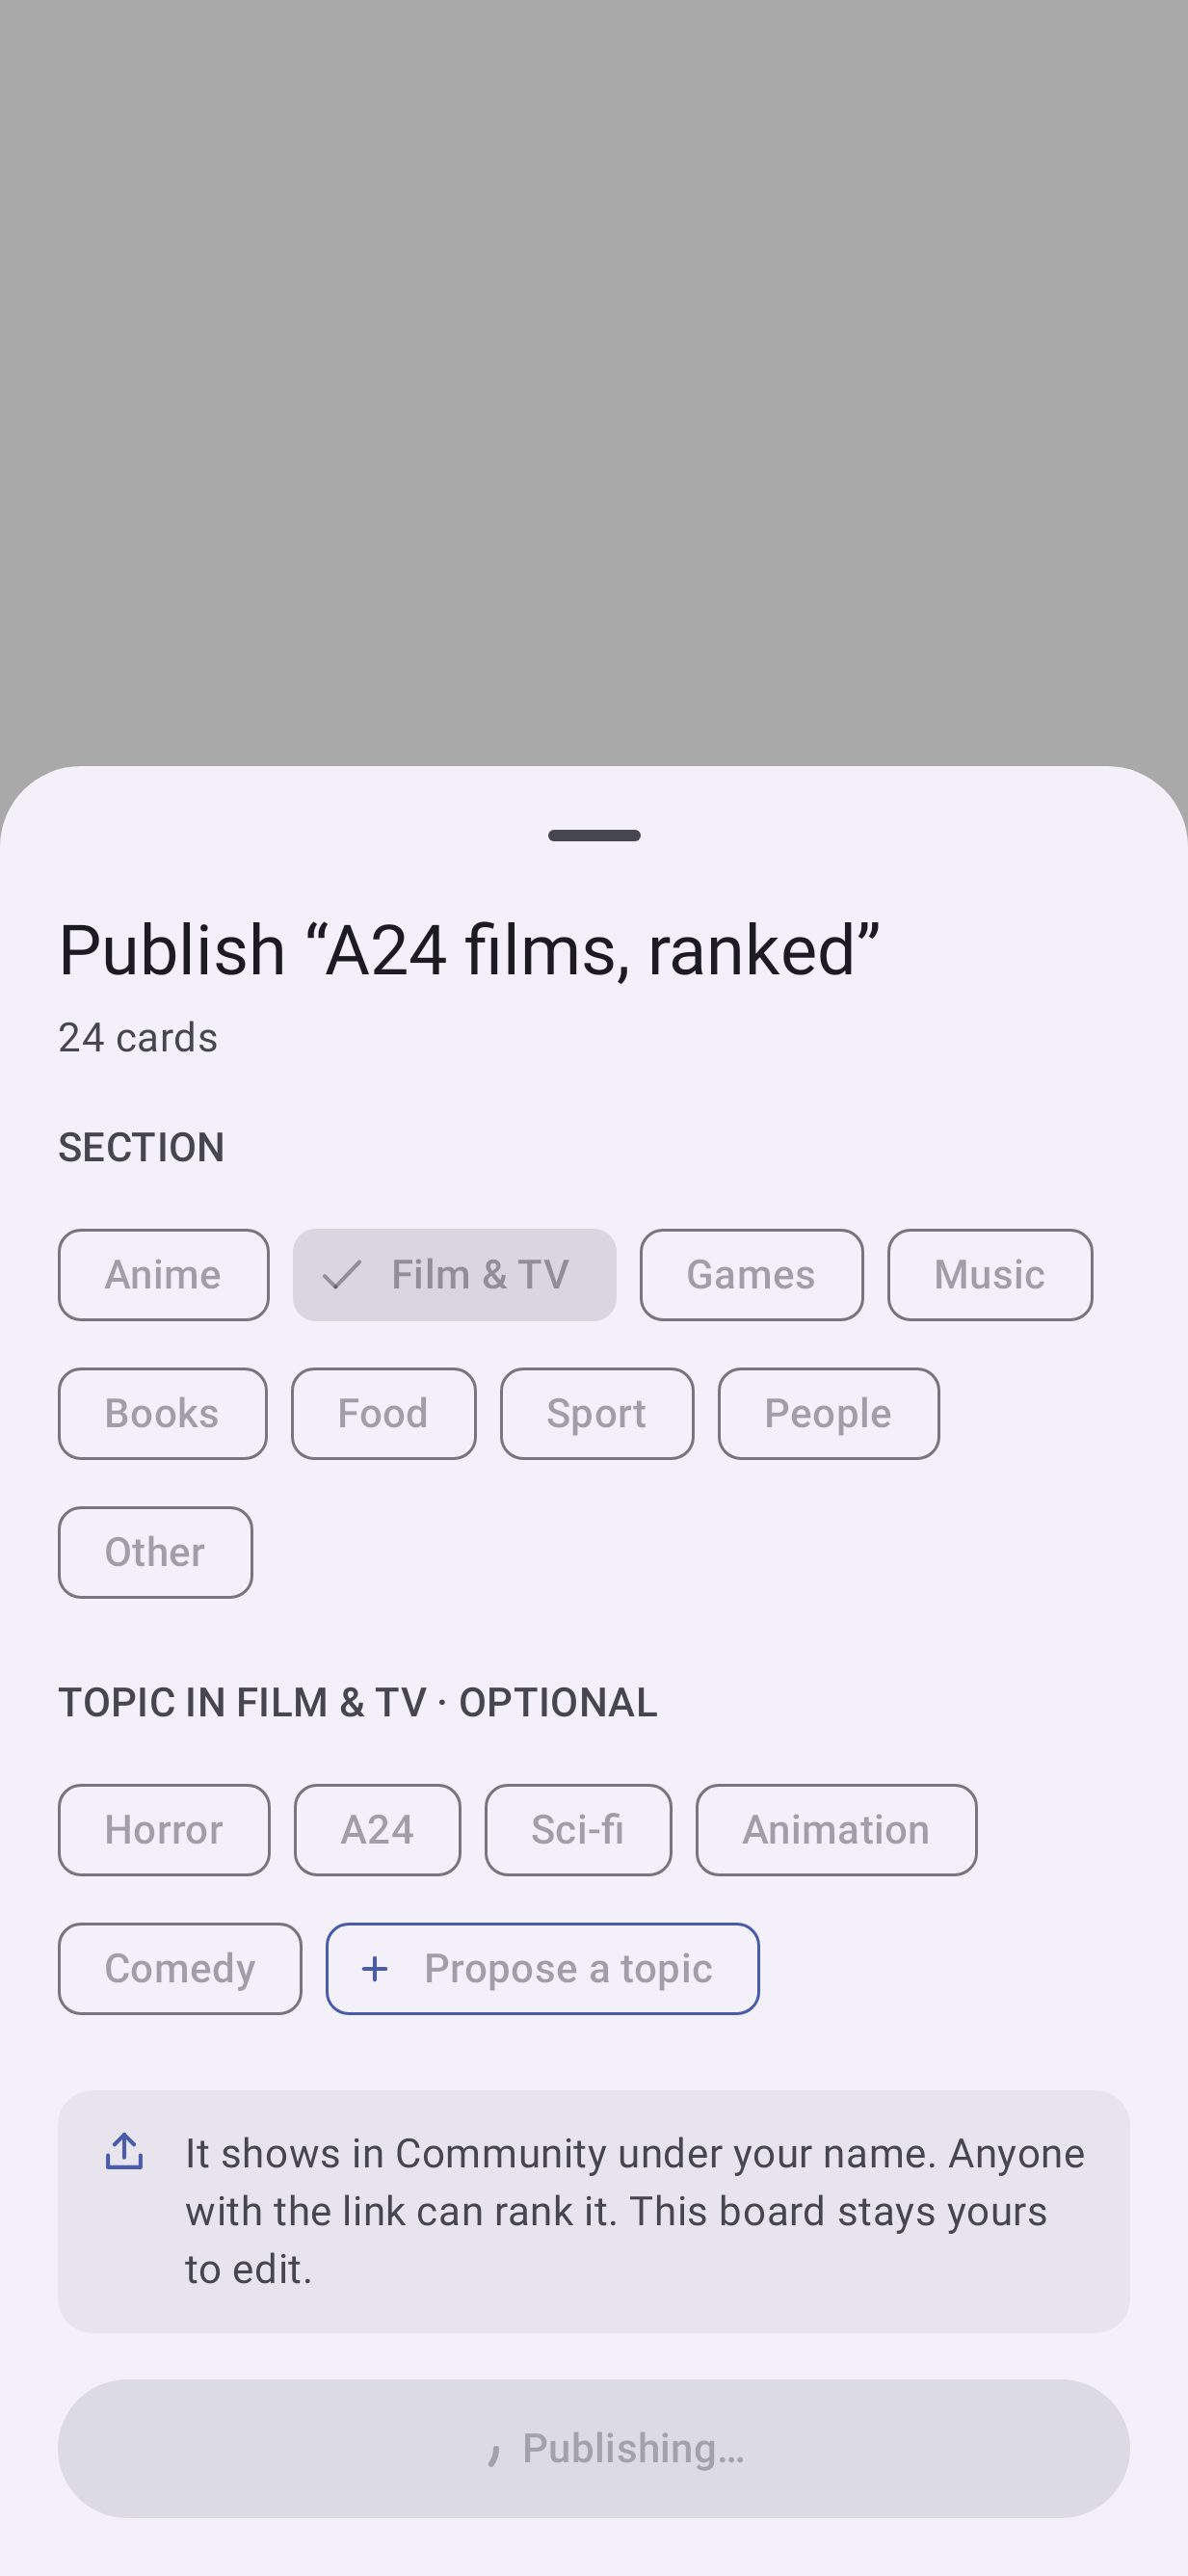 Publish “A24 films, ranked”
24 cards
SECTION
Anime
Film & TV
Games
Music
Books
Food
Sport
People
Other
TOPIC IN FILM & TV · OPTIONAL
Horror
A24
Sci-fi
Animation
Comedy
Propose a topic
It shows in Community under your name. Anyone
with the link can rank it. This board stays yours
to edit.
Publishing…